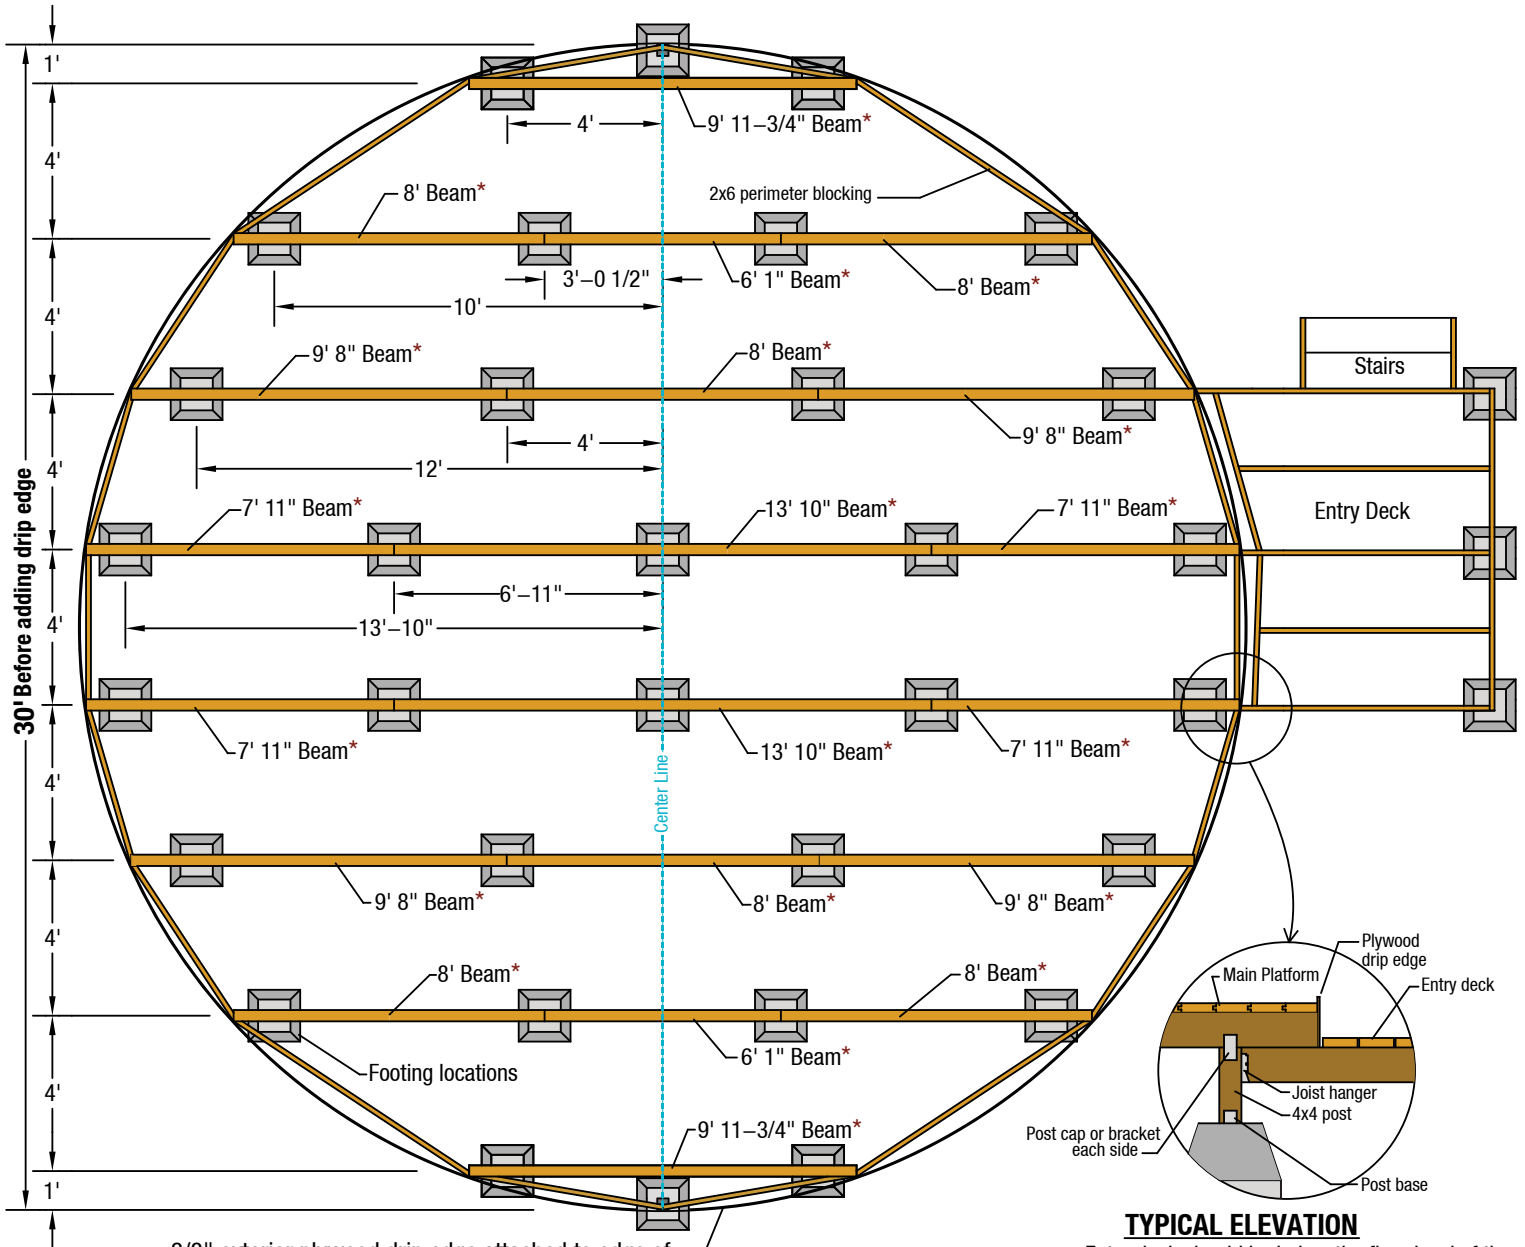 1'
4'
9' 11–3/4" Beam*
4'
8' Beam*
2x6 perimeter blocking
3'–0 1/2"
6' 1" Beam*
8' Beam*
4'
10'
9' 8" Beam*
8' Beam*
Stairs
4'
9' 8" Beam*
12'
4'
7' 11" Beam*
13' 10" Beam*
7' 11" Beam*
Entry Deck
30' Before adding drip edge
6'–11"
4'
13'–10"
7' 11" Beam*
13' 10" Beam*
7' 11" Beam*
4'
Center Line
9' 8" Beam*
8' Beam*
9' 8" Beam*
4'
8' Beam*
8' Beam*
6' 1" Beam*
Footing locations
4'
9' 11–3/4" Beam*
1'
Plywood
drip edge
Main Platform
Entry deck
Joist hanger
4x4 post
Post cap or bracket
each side
Post base
TYPICAL ELEVATION